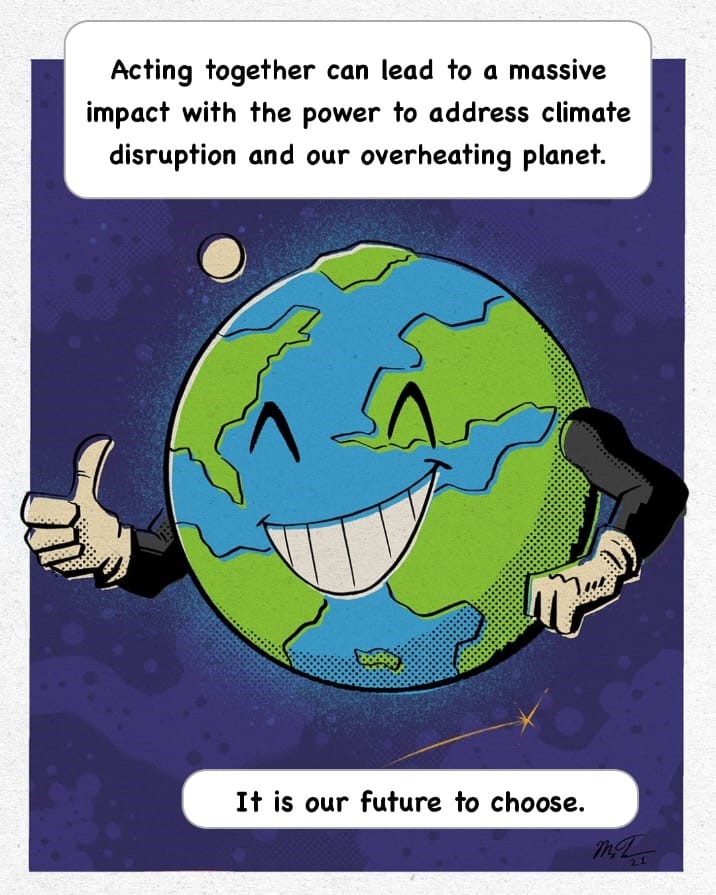 Acting together can lead to a massive
impact with the power to address climate
disruption and our overheating planet.
It is our future to choose.
21